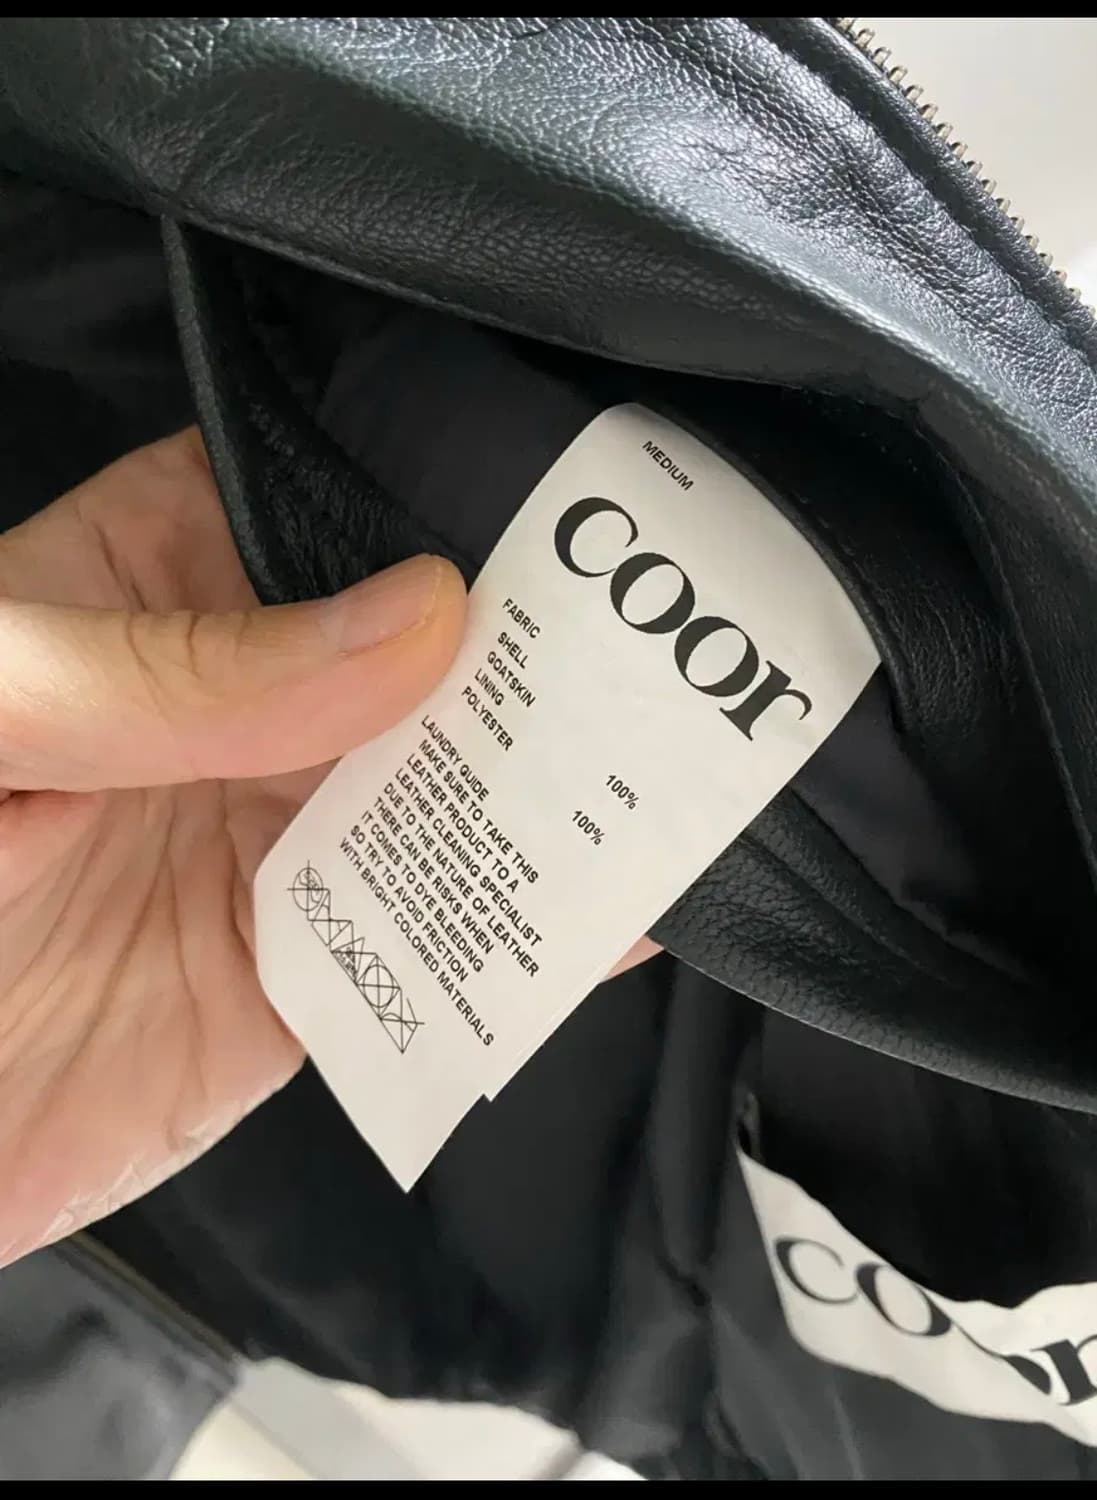 MEDIUM
coor
FABRIC
SHELL
GOATSKIN 100%
LINING
POLYESTER 100%
LAUNDRY GUIDE
MAKE SURE TO TAKE THIS
LEATHER PRODUCT TO A
LEATHER CLEANING SPECIALIST
DUE TO THE NATURE OF LEATHER
THERE CAN BE RISKS WHEN
IT COMES TO DYE BLEEDING
SO TRY TO AVOID FRICTION
WITH BRIGHT COLORED MATERIALS
coor